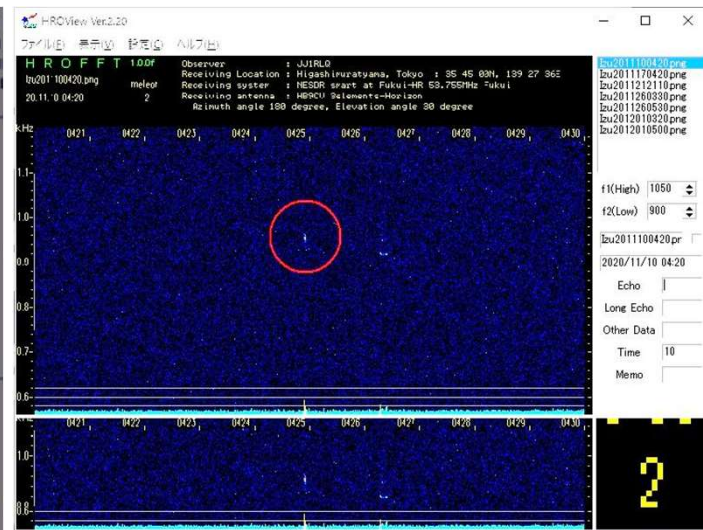 HROView Ver.2.20
ファイル(F) 表示(V) 設定(C) ヘルプ(H)
H R O F F T 1.0.0f
Izu2011100420.png meteor
20.11.10 04:20 2
Observer : JJ1RLQ
Receiving Location : Higashimuratyama, Tokyo : 35 45 00N, 139 27 36E
Receiving system : NESDR smart at Fukui-HR 53.755MHz Fukui
Receiving antenna : HB9CV 2elements-Horizon
Azimuth angle 180 degree, Elevation angle 30 degree
kHz 0421 0422 0423 0424 0425 0426 0427 0428 0429 0430
1.1
1.0
0.9
0.8
0.7
0.6
kHz 0421 0422 0423 0424 0425 0426 0427 0428 0429 0430
1.0
Izu2011100420.png
Izu2011170420.png
Izu2011212110.png
Izu2011260330.png
Izu2011260530.png
Izu2012010320.png
Izu2012010500.png
f1(High) 1050
f2(Low) 900
Izu2011100420.pr
2020/11/10 04:20
Echo
Long Echo
Other Data
Time 10
Memo
2